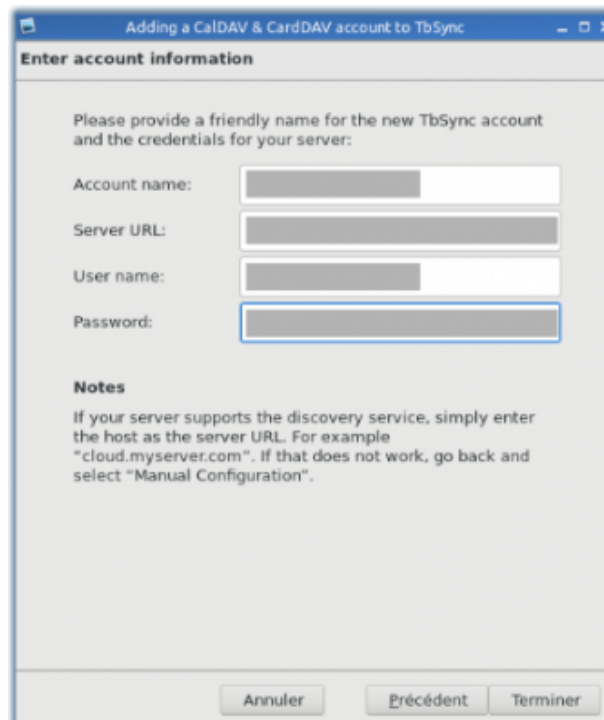 Adding a CalDAV & CardDAV account to TbSync
Enter account information
Please provide a friendly name for the new TbSync account
and the credentials for your server:
Account name:
Server URL:
User name:
Password:
Notes
If your server supports the discovery service, simply enter
the host as the server URL. For example
"cloud.myserver.com". If that does not work, go back and
select "Manual Configuration".
Annuler
Précédent
Terminer